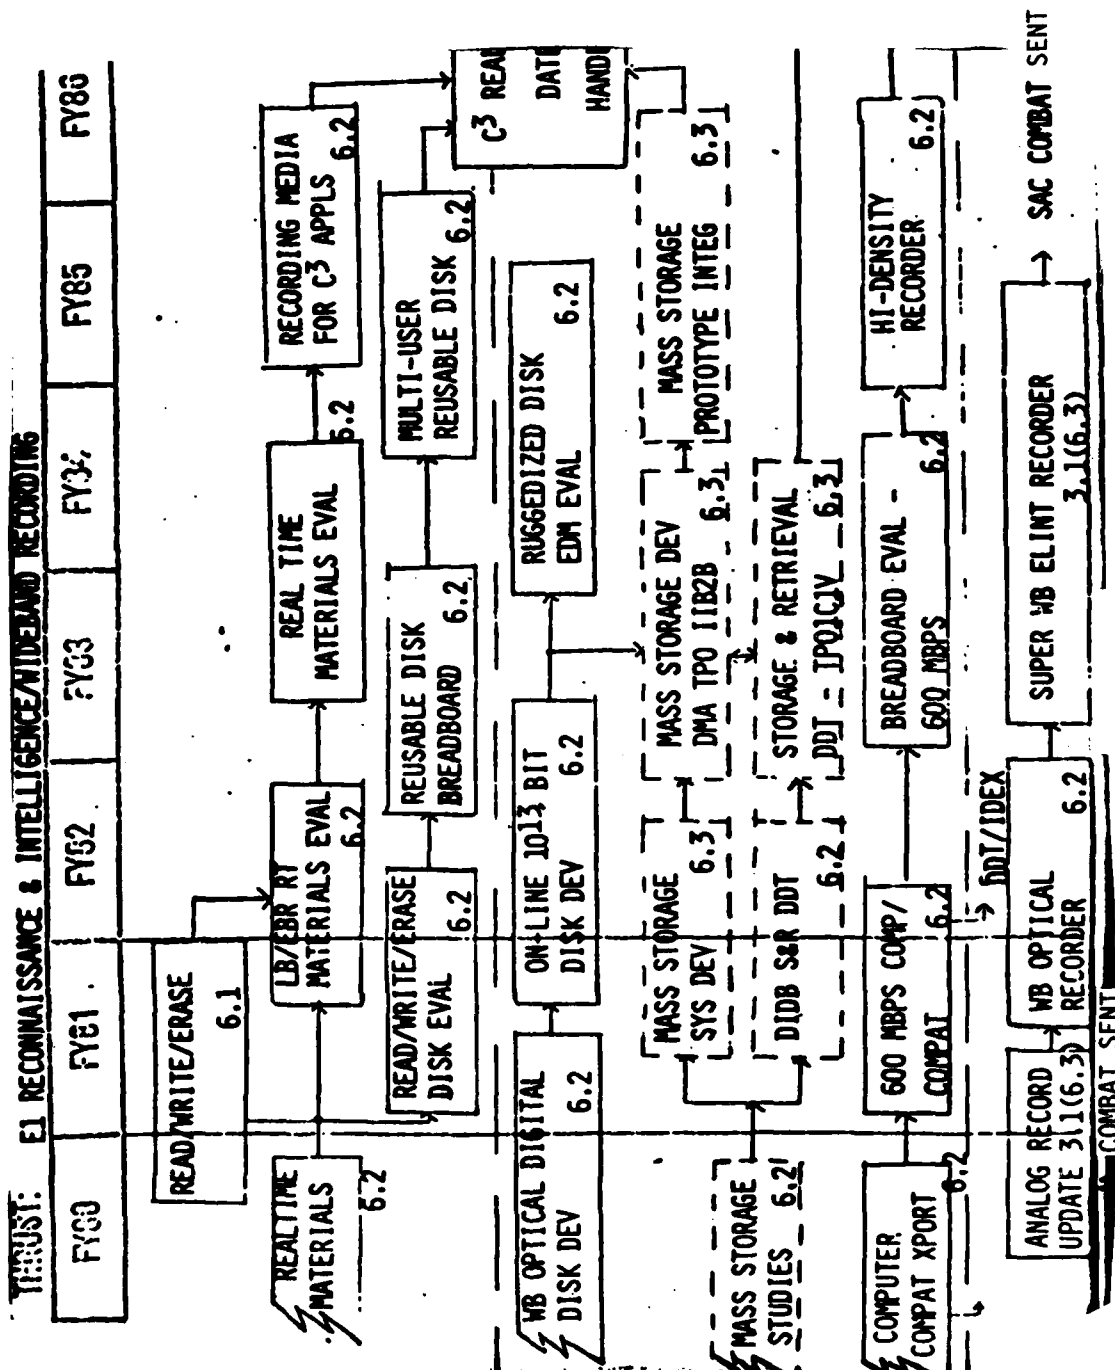 THRUST: E1 RECONNAISSANCE & INTELLIGENCE/WIDEBAND RECORDING
FY80 FY81 FY82 FY83 FY84 FY85 FY86
READ/WRITE/ERASE
6.1
REALTIME
MATERIALS
6.2
LB/EBR RT
MATERIALS EVAL
6.2
REAL TIME
MATERIALS EVAL
6.2
RECORDING MEDIA
FOR C³ APPLS
6.2
READ/WRITE/ERASE
DISK EVAL
6.2
REUSABLE DISK
BREADBOARD
6.2
MULTI-USER
REUSABLE DISK
6.2
C³ REAL
DATE
HANDL
WB OPTICAL DIGITAL
DISK DEV
6.2
ON-LINE 10¹³ BIT
DISK DEV
6.2
RUGGEDIZED DISK
EDM EVAL
6.2
MASS STORAGE
STUDIES 6.2
MASS STORAGE
SYS DEV
6.3
MASS STORAGE DEV
DMA TPO IIB2B
6.3
MASS STORAGE
PROTOTYPE INTEG
6.3
DIDB S&R DDT
6.2
STORAGE & RETRIEVAL
DDT - 
6.3
COMPUTER
COMPAT XPORT
6.2
600 MBPS COMP/
COMPAT
6.2
BREADBOARD EVAL -
600 MBPS
6.2
HI-DENSITY
RECORDER
6.2
DDT/IDEX
ANALOG RECORD
UPDATE 3.1(6.3)
WB OPTICAL
RECORDER
6.2
SUPER WB ELINT RECORDER
3.1(6.3)
SAC COMBAT SENT
COMBAT SENT